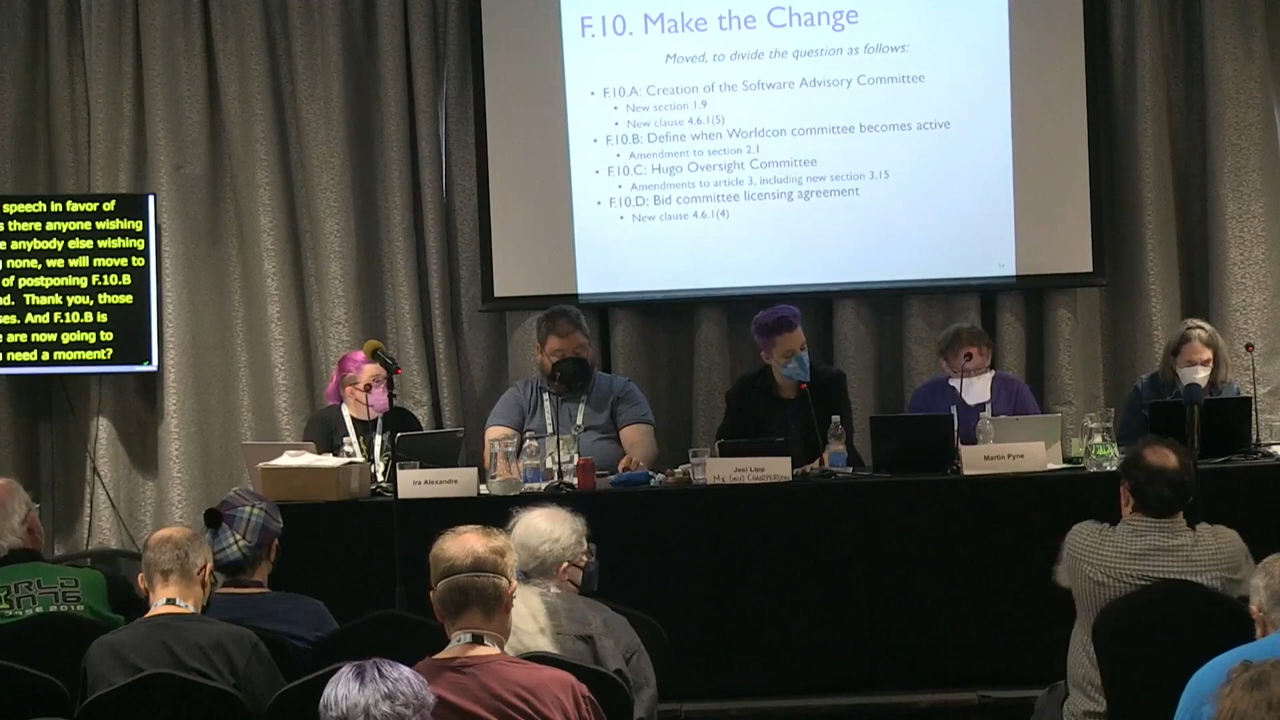 F.10. Make the Change
Moved, to divide the question as follows:
• F.10.A: Creation of the Software Advisory Committee
• New section 1.9
• New clause 4.6.1(5)
• F.10.B: Define when Worldcon committee becomes active
• Amendment to section 2.1
• F.10.C: Hugo Oversight Committee
• Amendments to article 3, including new section 3.15
• F.10.D: Bid committee licensing agreement
• New clause 4.6.1(4)
speech in favor of
s there anyone wishing
e anybody else wishing
g none, we will move to
of postponing F.10.B
nd. Thank you, those
ses. And F.10.B is
e are now going to
u need a moment?
Ira Alexandre
Jesi Lipp
Martin Pyne